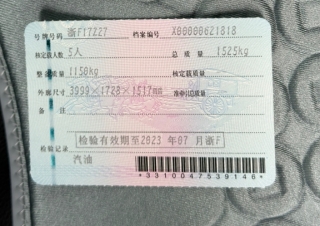 号牌号码 浙F17Z27 档案编号 X00000621818
核定载人数 5人 总质量 1525kg
整备质量 1150kg 核定载质量
外廓尺寸 3999×1728×1517mm 准牵引总质量
备注
检验有效期至2023年07月浙F
检验记录
汽油
*3310047539146*